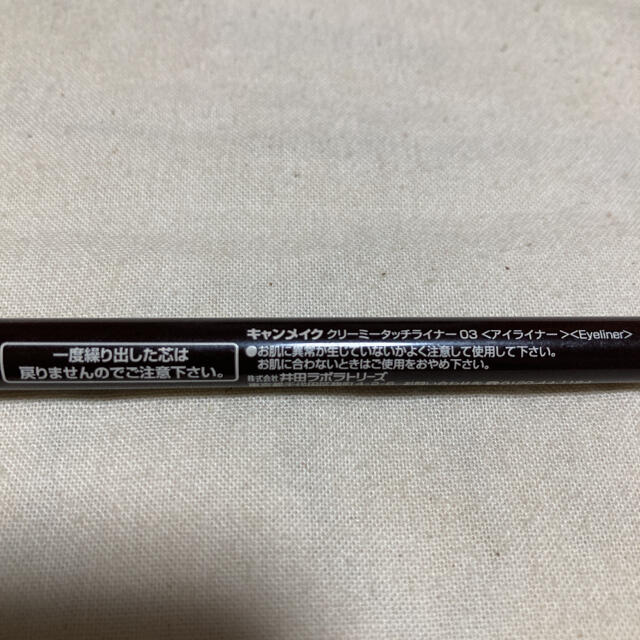 一度繰り出した芯は
戻りませんのでご注意下さい。
キャンメイク クリーミータッチライナー 03 <アイライナー><Eyeliner>
●お肌に異常が生じていないかよく注意して使用して下さい。
お肌に合わないときはご使用をおやめ下さい。
株式会社 井田ラボラトリーズ